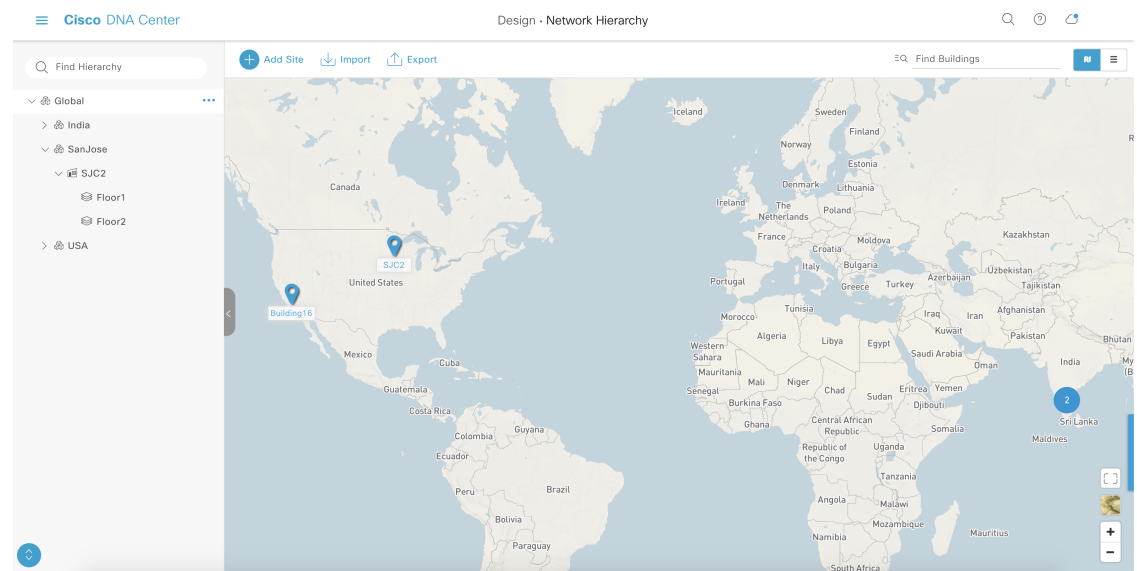 Cisco DNA Center
Design · Network Hierarchy
Find Hierarchy
Add Site
Import
Export
Find Buildings
Global
India
SanJose
SJC2
Floor1
Floor2
USA
Iceland
Sweden
Finland
Norway
R
Estonia
Canada
Denmark
Lithuania
Ireland
The
Netherlands
Poland
France
Moldova
Kazakhstan
Croatia
SJC2
Italy
Bulgaria
Uzbekistan
United States
Portugal
Greece
Turkey
Azerbaijan
Tajikistan
Building16
Morocco
Tunisia
Iraq
Iran
Afghanistan
Kuwait
Algeria
Libya
Egypt
Pakistan
Bhutan
Western
Sahara
Mexico
Saudi Arabia
India
My
(B
Cuba
Oman
Mauritania
Guatemala
Senegal
Mali
Niger
Chad
Sudan
Eritrea
Yemen
2
Costa Rica
Burkina Faso
Djibouti
Ghana
Central African
Republic
Sri Lanka
Guyana
Somalia
Colombia
Maldives
Ecuador
Republic of
the Congo
Uganda
Tanzania
Peru
Brazil
Angola
Malawi
Bolivia
Mozambique
Namibia
Mauritius
Paraguay
South Africa